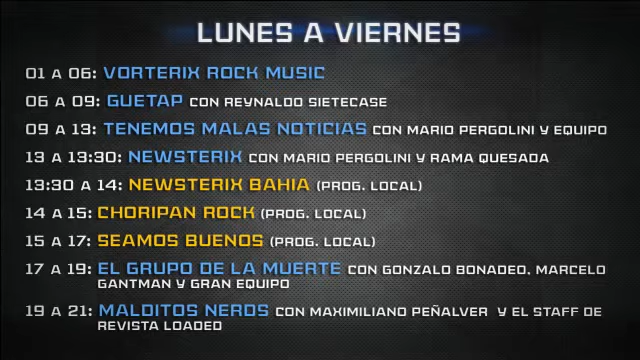 LUNES A VIERNES
01 A 06: VORTERIX ROCK MUSIC
06 A 09: GUETAP CON REYNALDO SIETECASE
09 A 13: TENEMOS MALAS NOTICIAS CON MARIO PERGOLINI Y EQUIPO
13 A 13:30: NEWSTERIX CON MARIO PERGOLINI Y RAMA QUESADA
13:30 A 14: NEWSTERIX BAHIA (PROG. LOCAL)
14 A 15: CHORIPAN ROCK (PROG. LOCAL)
15 A 17: SEAMOS BUENOS (PROG. LOCAL)
17 A 19: EL GRUPO DE LA MUERTE CON GONZALO BONADEO, MARCELO
GANTMAN Y GRAN EQUIPO
19 A 21: MALDITOS NERDS CON MAXIMILIANO PEÑALVER Y EL STAFF DE
REVISTA LOADED